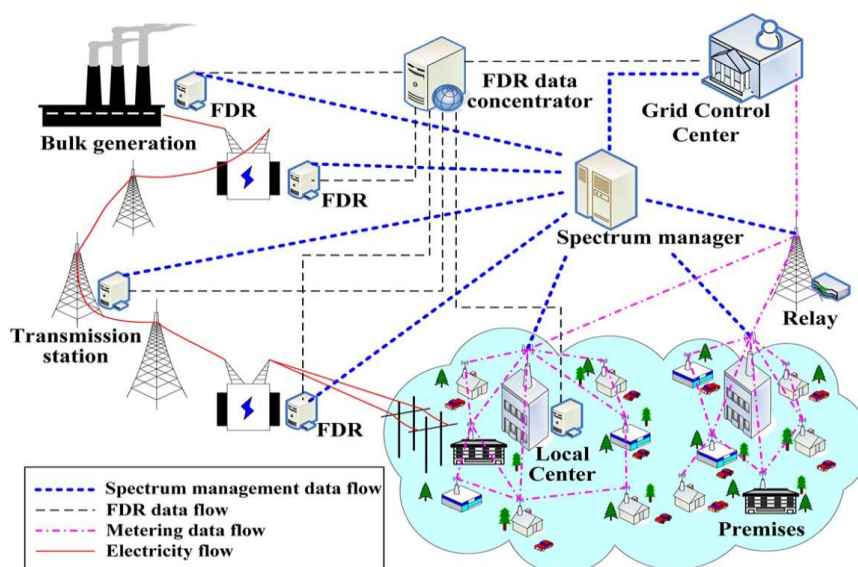 FDR
Bulk generation
FDR data
concentrator
Grid Control
Center
FDR
Spectrum manager
Transmission
station
Relay
FDR
Local
Center
Premises
Spectrum management data flow
FDR data flow
Metering data flow
Electricity flow